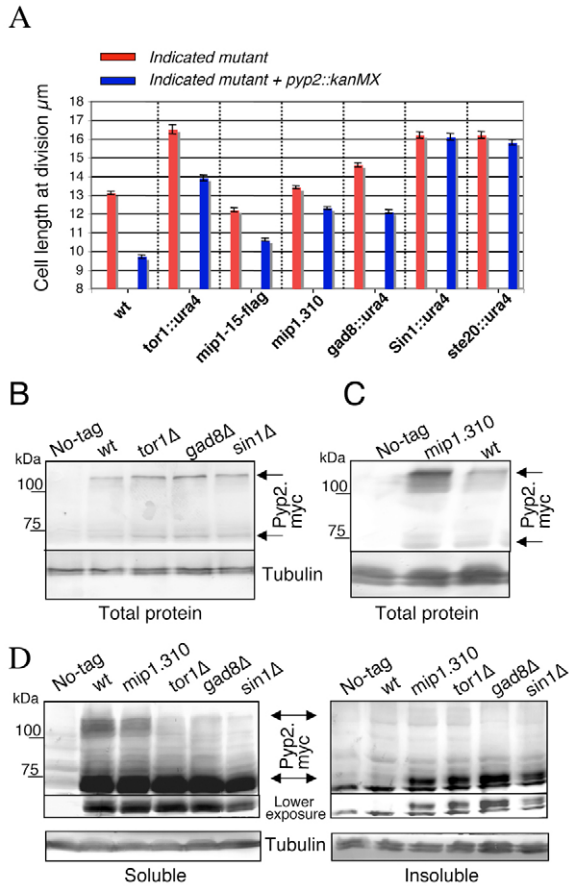 A
Indicated mutant
Indicated mutant + pyp2::kanMX
Cell length at division µm
18
17
16
15
14
13
12
11
10
9
8
wt
tor1::ura4
mip1-15-flag
mip1.310
gad8::ura4
Sin1::ura4
ste20::ura4
B
No-tag
wt
tor1Δ
gad8Δ
sin1Δ
kDa
100
75
Pyp2.
myc
Tubulin
Total protein
C
No-tag
mip1.310
wt
kDa
100
75
Pyp2.
myc
Total protein
D
No-tag
wt
mip1.310
tor1Δ
gad8Δ
sin1Δ
kDa
100
75
Pyp2.
myc
Lower
exposure
Tubulin
Soluble
No-tag
wt
mip1.310
tor1Δ
gad8Δ
sin1Δ
Insoluble